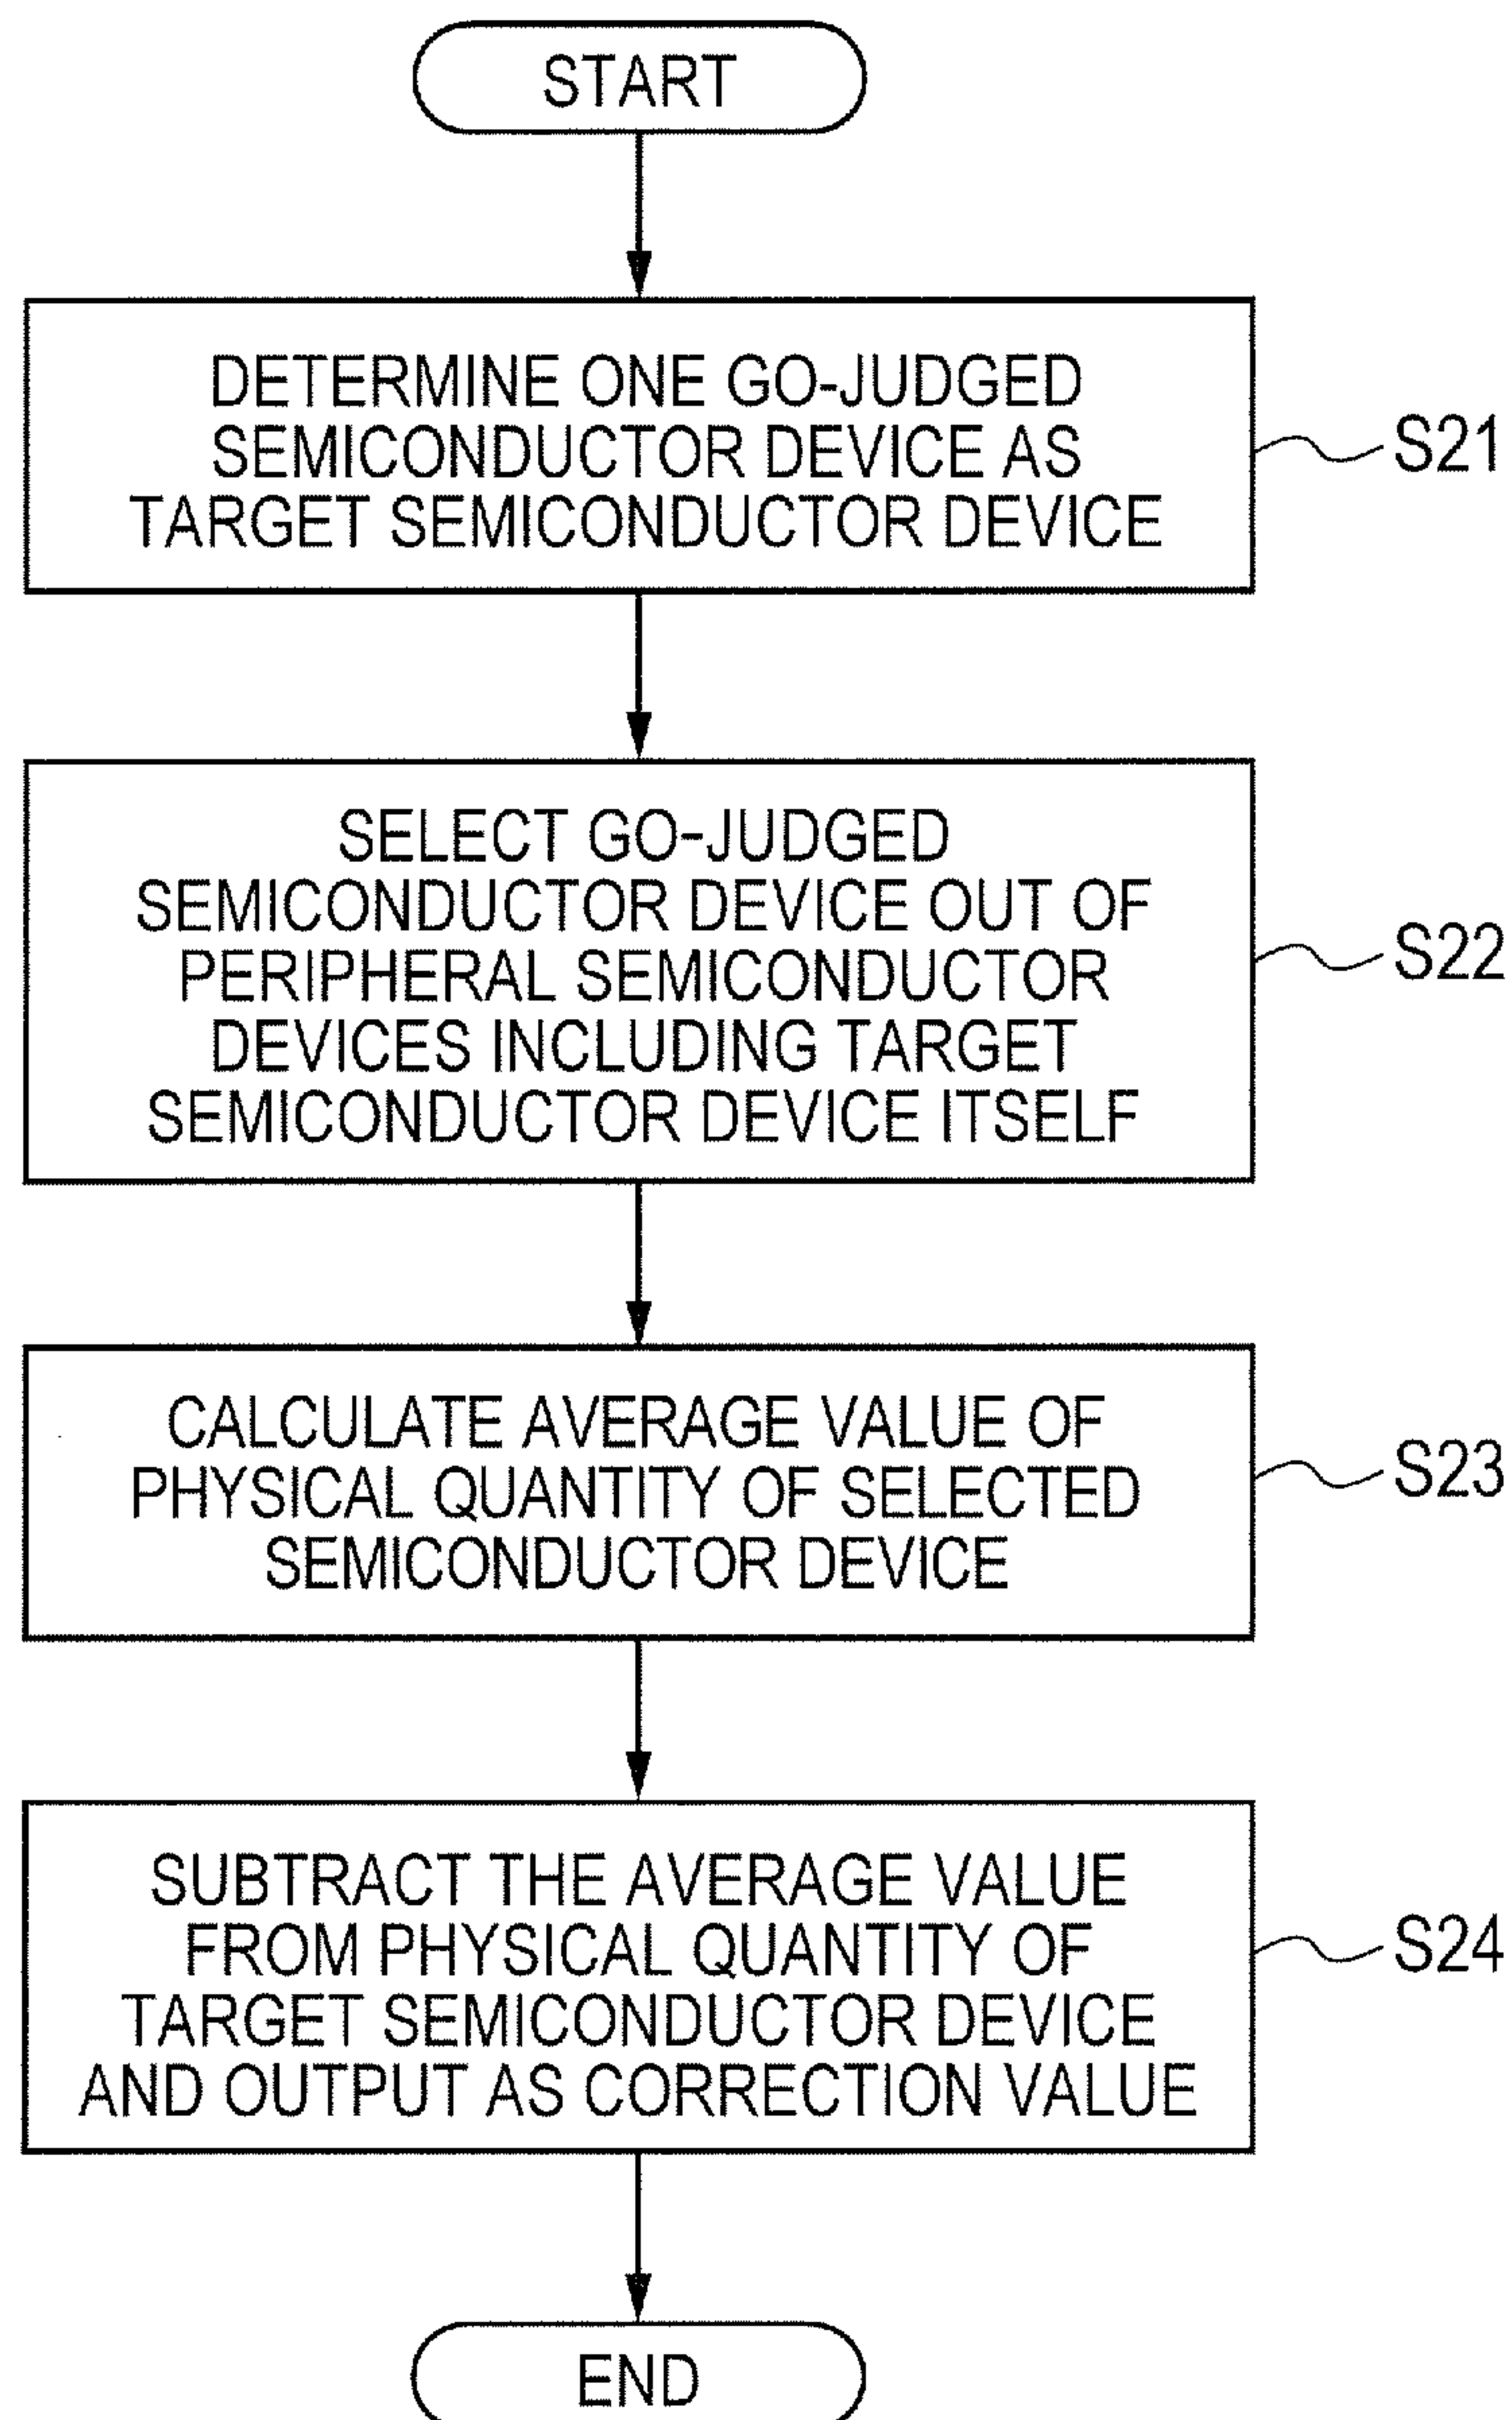 START
DETERMINE ONE GO-JUDGED
SEMICONDUCTOR DEVICE AS
TARGET SEMICONDUCTOR DEVICE
S21
SELECT GO-JUDGED
SEMICONDUCTOR DEVICE OUT OF
PERIPHERAL SEMICONDUCTOR
DEVICES INCLUDING TARGET
SEMICONDUCTOR DEVICE ITSELF
S22
CALCULATE AVERAGE VALUE OF
PHYSICAL QUANTITY OF SELECTED
SEMICONDUCTOR DEVICE
S23
SUBTRACT THE AVERAGE VALUE
FROM PHYSICAL QUANTITY OF
TARGET SEMICONDUCTOR DEVICE
AND OUTPUT AS CORRECTION VALUE
S24
END